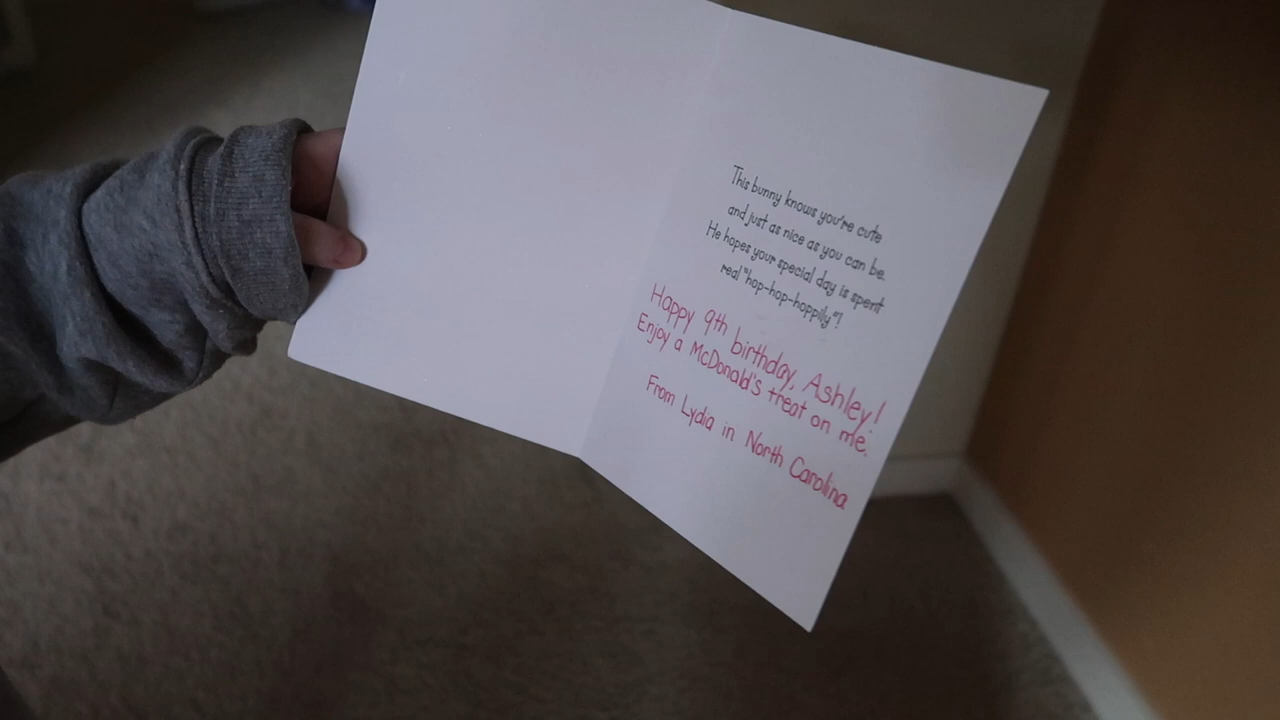 This bunny knows you're cute
and just as nice as you can be.
He hopes your special day is spent
real "hop-hop-hoppily"!
Happy 9th birthday, Ashley!
Enjoy a McDonald's treat on me.
From Lydia in North Carolina